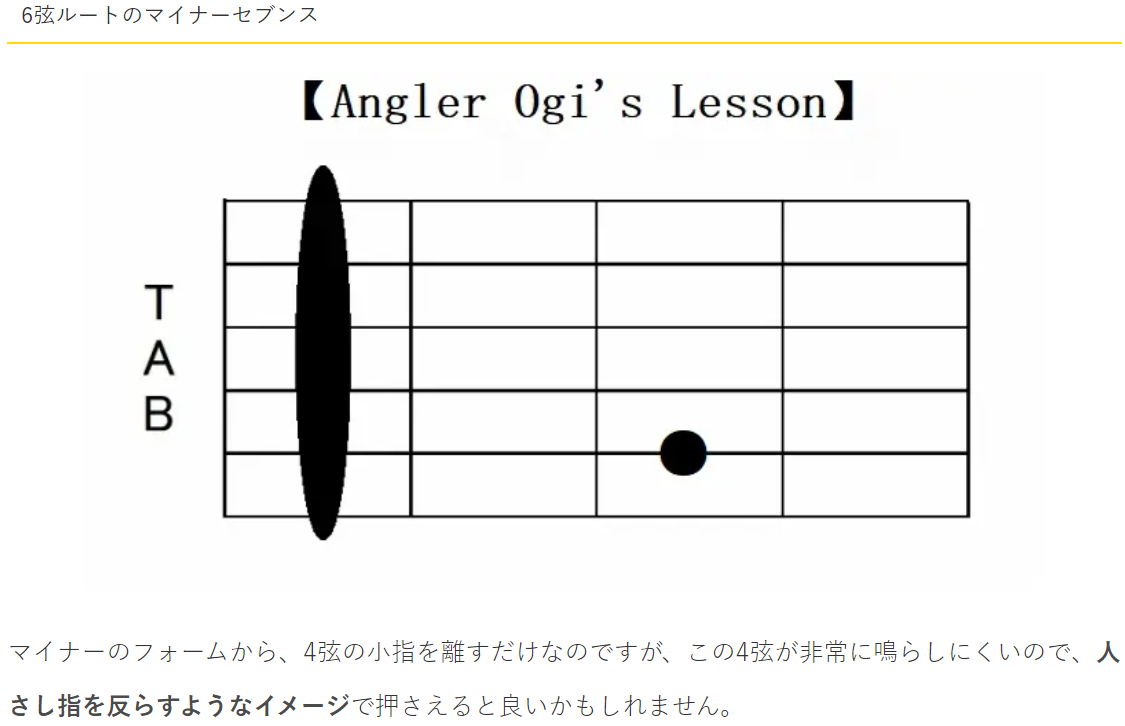 6弦ルートのマイナーセブンス
【Angler Ogi's Lesson】
T
A
B
マイナーのフォームから、4弦の小指を離すだけなのですが、この4弦が非常に鳴らしにくいので、人
さし指を反らすようなイメージで押さえると良いかもしれません。